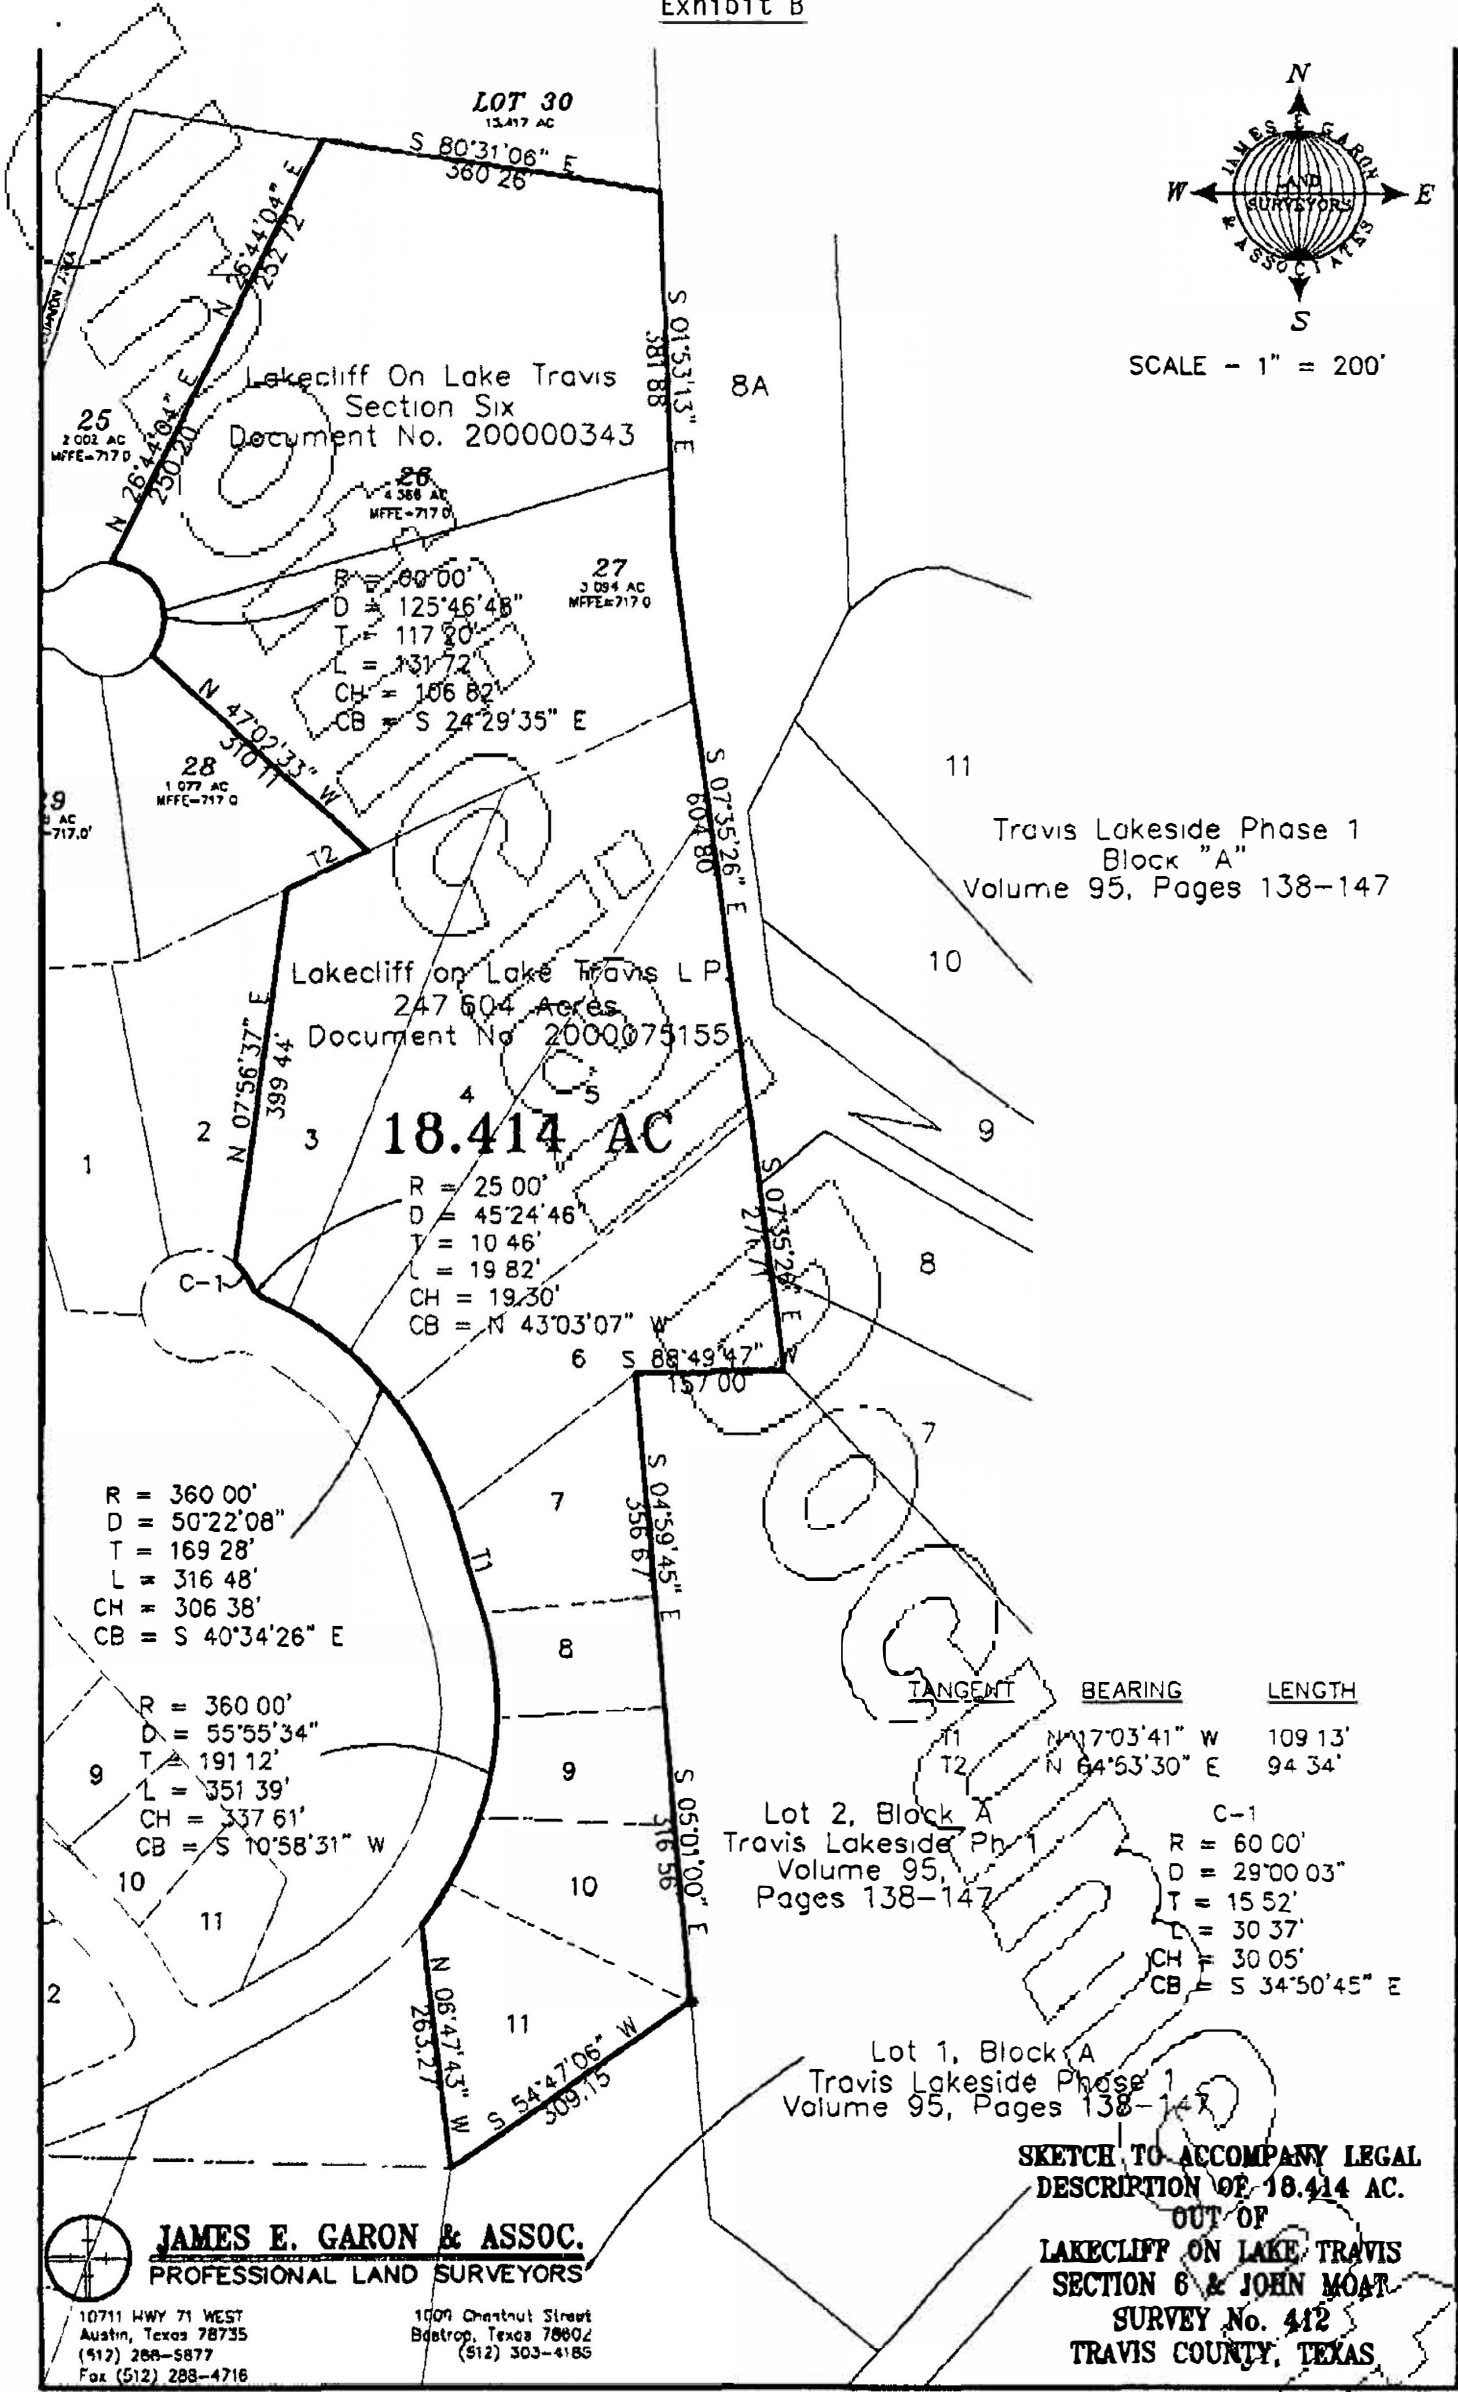 Exhibit B
LOT 30
13.417 AC
S 80°31'06" E
360 26'
N
W
E
S
JAMES E GARON
& ASSOCIATES
LAND
SURVEYORS
SCALE - 1" = 200'
N 26°44'04" E
252 72'
S 01°53'13" E
381 88
8A
Lakecliff On Lake Travis
Section Six
Document No. 200000343
25
2 002 AC
MFFE=717 0
N 26°44'04" E
250 20'
26
MFFE=717 0
27
3 094 AC
MFFE=717 0
R = 60 00'
D = 125°46'48"
T = 117 20'
L = 131 72'
CH = 106 82'
CB = S 24°29'35" E
N 47°02'33" W
310 11
28
1 077 AC
MFFE=717 0
9
AC
-717.0'
T2
S 07°35'26" E
604 80
11
Travis Lakeside Phase 1
Block "A"
Volume 95, Pages 138-147
10
Lakecliff on Lake Travis L P.
247 604 Acres
Document No 2000075155
N 07°56'37" E
399 44'
1
2
3
4
5
18.414 AC
9
R = 25 00'
D = 45°24'46"
T = 10 46'
L = 19 82'
CH = 19.30'
CB = N 43°03'07" W
S 07°35'26" E
8
C-1
6
S 88°49'47" W
157 00
7
R = 360 00'
D = 50°22'08"
T = 169 28'
L = 316 48'
CH = 306 38'
CB = S 40°34'26" E
T1
7
S 04°59'45" E
356 67
8
R = 360 00'
D = 55°55'34"
T = 191 12'
L = 351 39'
CH = 337 61'
CB = S 10°58'31" W
9
9
S 05°01'00" E
316 56
TANGENT BEARING LENGTH
T1 N 17°03'41" W 109 13'
T2 N 64°53'30" E 94 34'
Lot 2, Block A
Travis Lakeside Ph 1
Volume 95,
Pages 138-147
C-1
R = 60 00'
D = 29°00 03"
T = 15 52'
L = 30 37'
CH = 30 05'
CB = S 34°50'45" E
10
11
10
2
11
N 06°47'43" W
263.27
S 54°47'06" W
309.15
Lot 1, Block A
Travis Lakeside Phase 1
Volume 95, Pages 138-147
SKETCH TO ACCOMPANY LEGAL
DESCRIPTION OF 18.414 AC.
OUT OF
LAKECLIFF ON LAKE TRAVIS
SECTION 6 & JOHN MOAT
SURVEY No. 412
TRAVIS COUNTY, TEXAS
JAMES E. GARON & ASSOC.
PROFESSIONAL LAND SURVEYORS
10711 HWY 71 WEST
Austin, Texas 78735
(512) 288-5877
Fax (512) 288-4716
1009 Chestnut Street
Bastrop, Texas 78602
(512) 303-4185